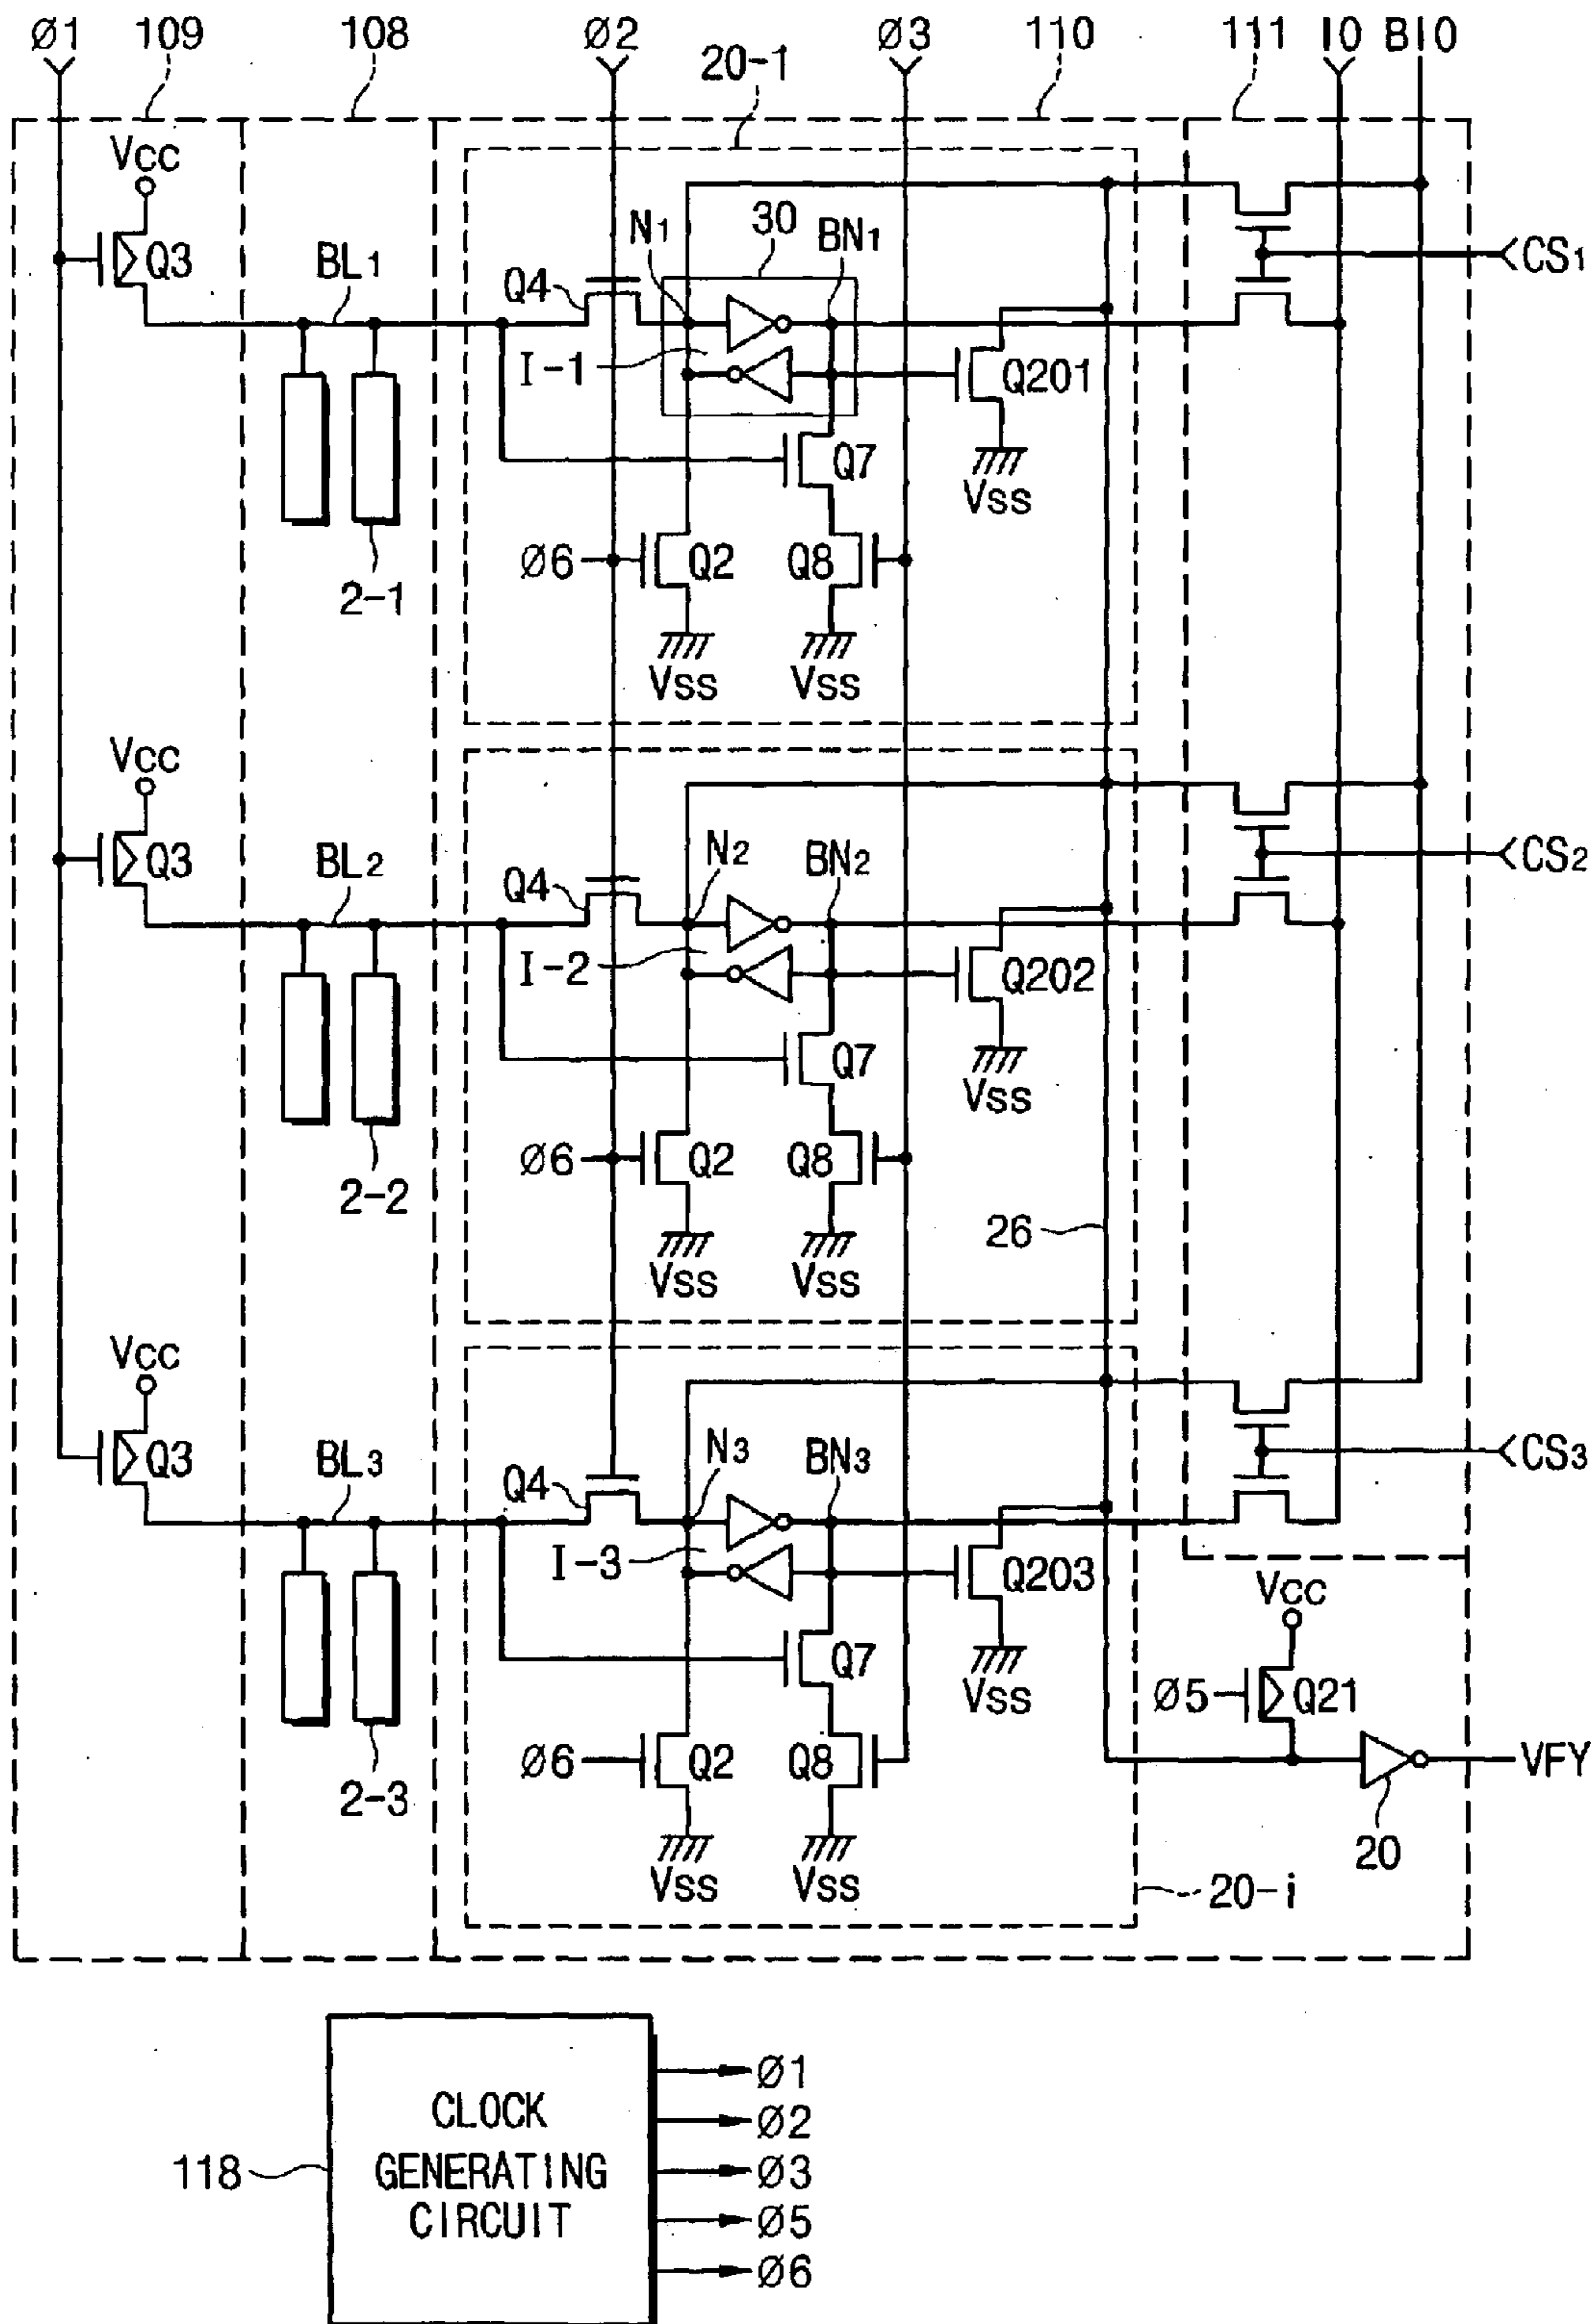 Ø1 109 108 Ø2 20-1 Ø3 110 111 IO BIO
Vcc
Q3
BL1
Q4
N1
30
BN1
CS1
I-1
Q201
Vss
Q7
2-1
Ø6
Q2
Q8
Vss
Vss
Vcc
Q3
BL2
Q4
N2
BN2
CS2
I-2
Q202
Vss
Q7
2-2
Ø6
Q2
Q8
26
Vss
Vss
Vcc
Q3
BL3
Q4
N3
BN3
CS3
I-3
Q203
Vss
Vcc
Q7
Ø5
Q21
2-3
Ø6
Q2
Q8
VFY
20
Vss
Vss
20-i
118
CLOCK
GENERATING
CIRCUIT
Ø1
Ø2
Ø3
Ø5
Ø6